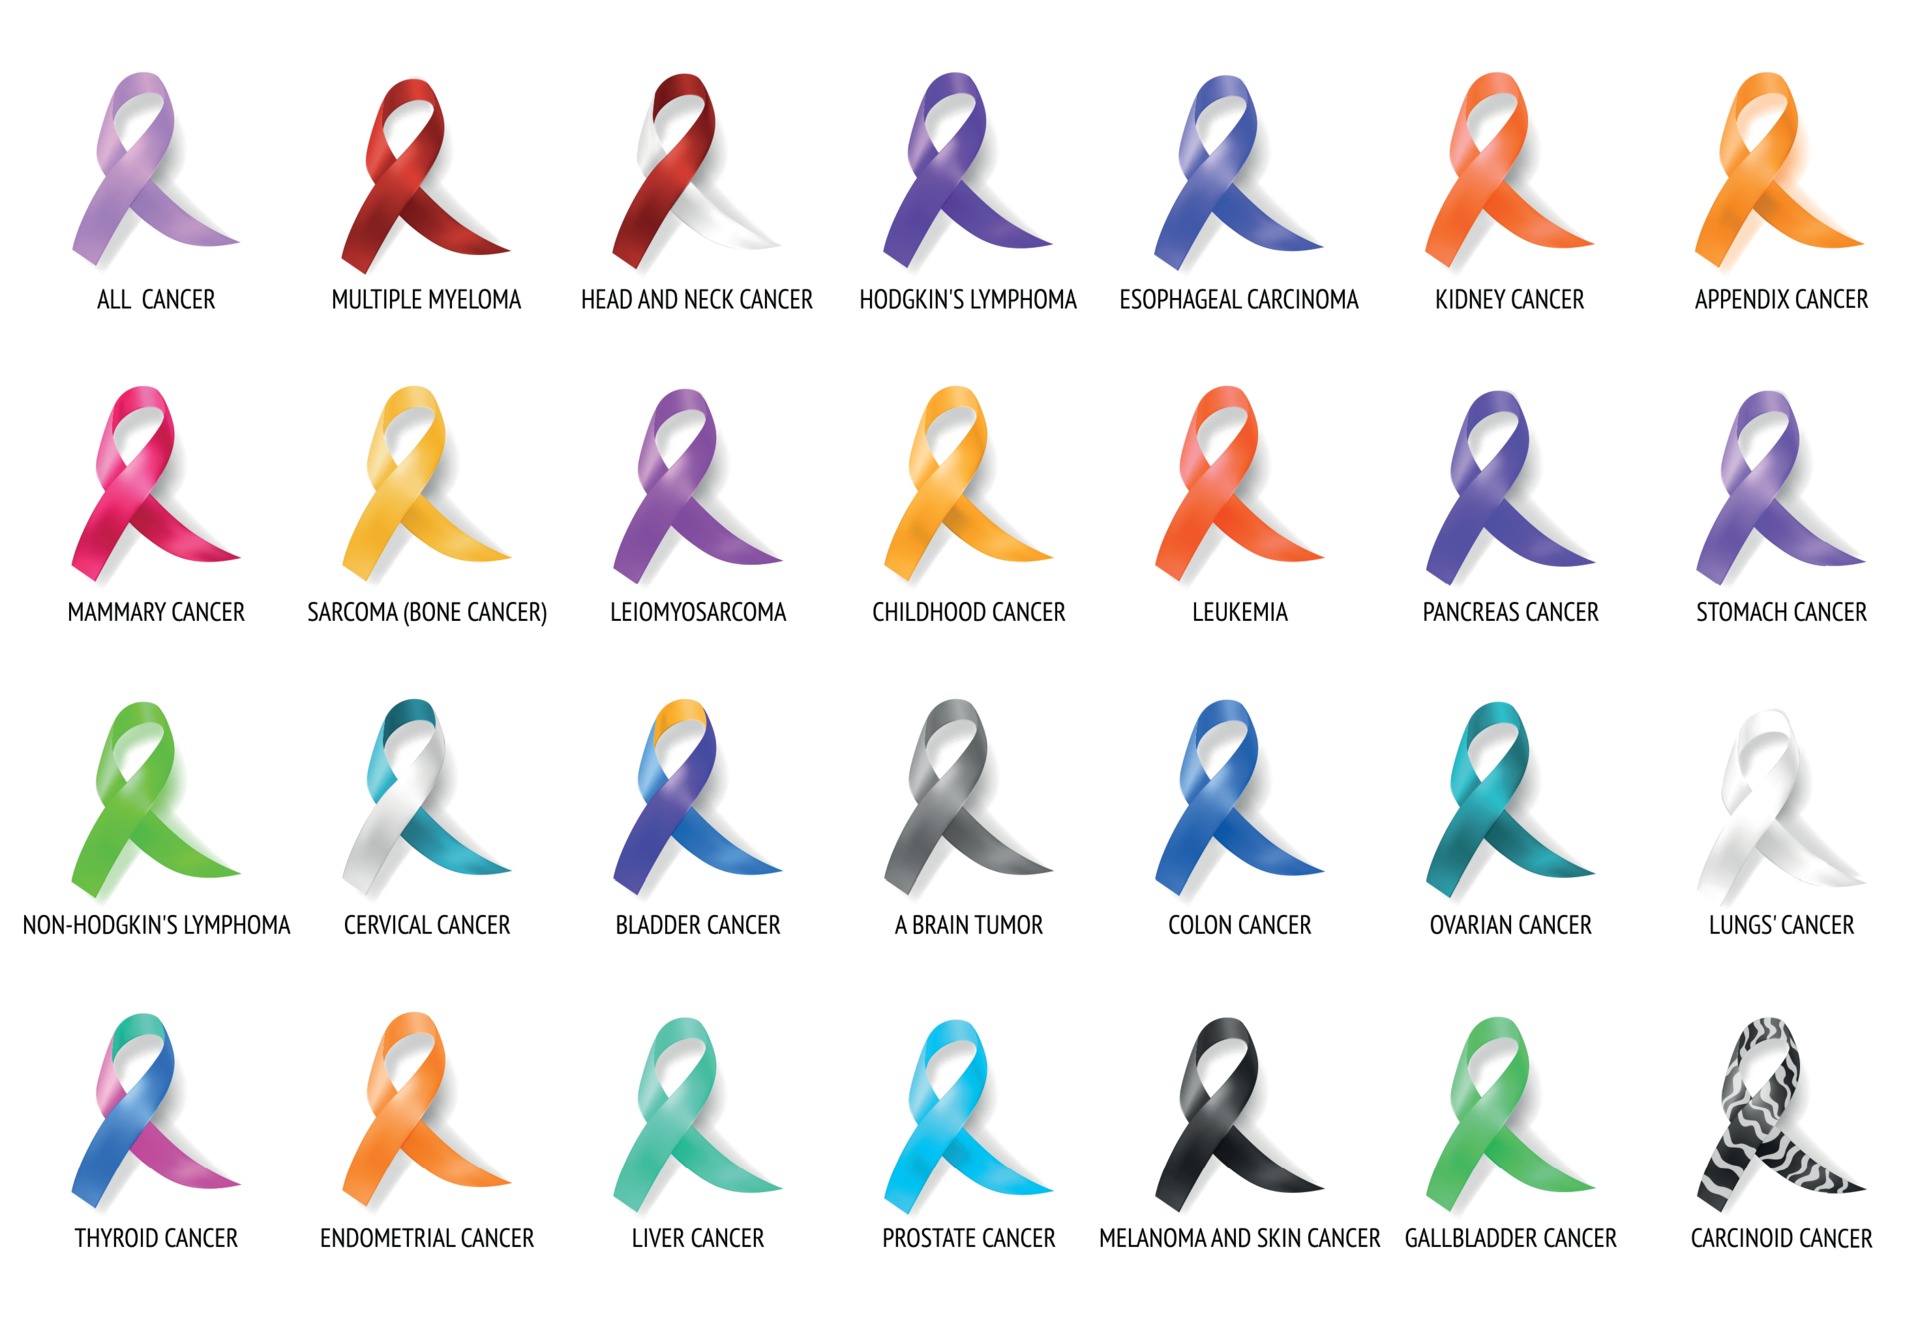 ALL CANCER
MULTIPLE MYELOMA
HEAD AND NECK CANCER
HODGKIN'S LYMPHOMA
ESOPHAGEAL CARCINOMA
KIDNEY CANCER
APPENDIX CANCER
MAMMARY CANCER
SARCOMA (BONE CANCER)
LEIOMYOSARCOMA
CHILDHOOD CANCER
LEUKEMIA
PANCREAS CANCER
STOMACH CANCER
NON-HODGKIN'S LYMPHOMA
CERVICAL CANCER
BLADDER CANCER
A BRAIN TUMOR
COLON CANCER
OVARIAN CANCER
LUNGS' CANCER
THYROID CANCER
ENDOMETRIAL CANCER
LIVER CANCER
PROSTATE CANCER
MELANOMA AND SKIN CANCER
GALLBLADDER CANCER
CARCINOID CANCER